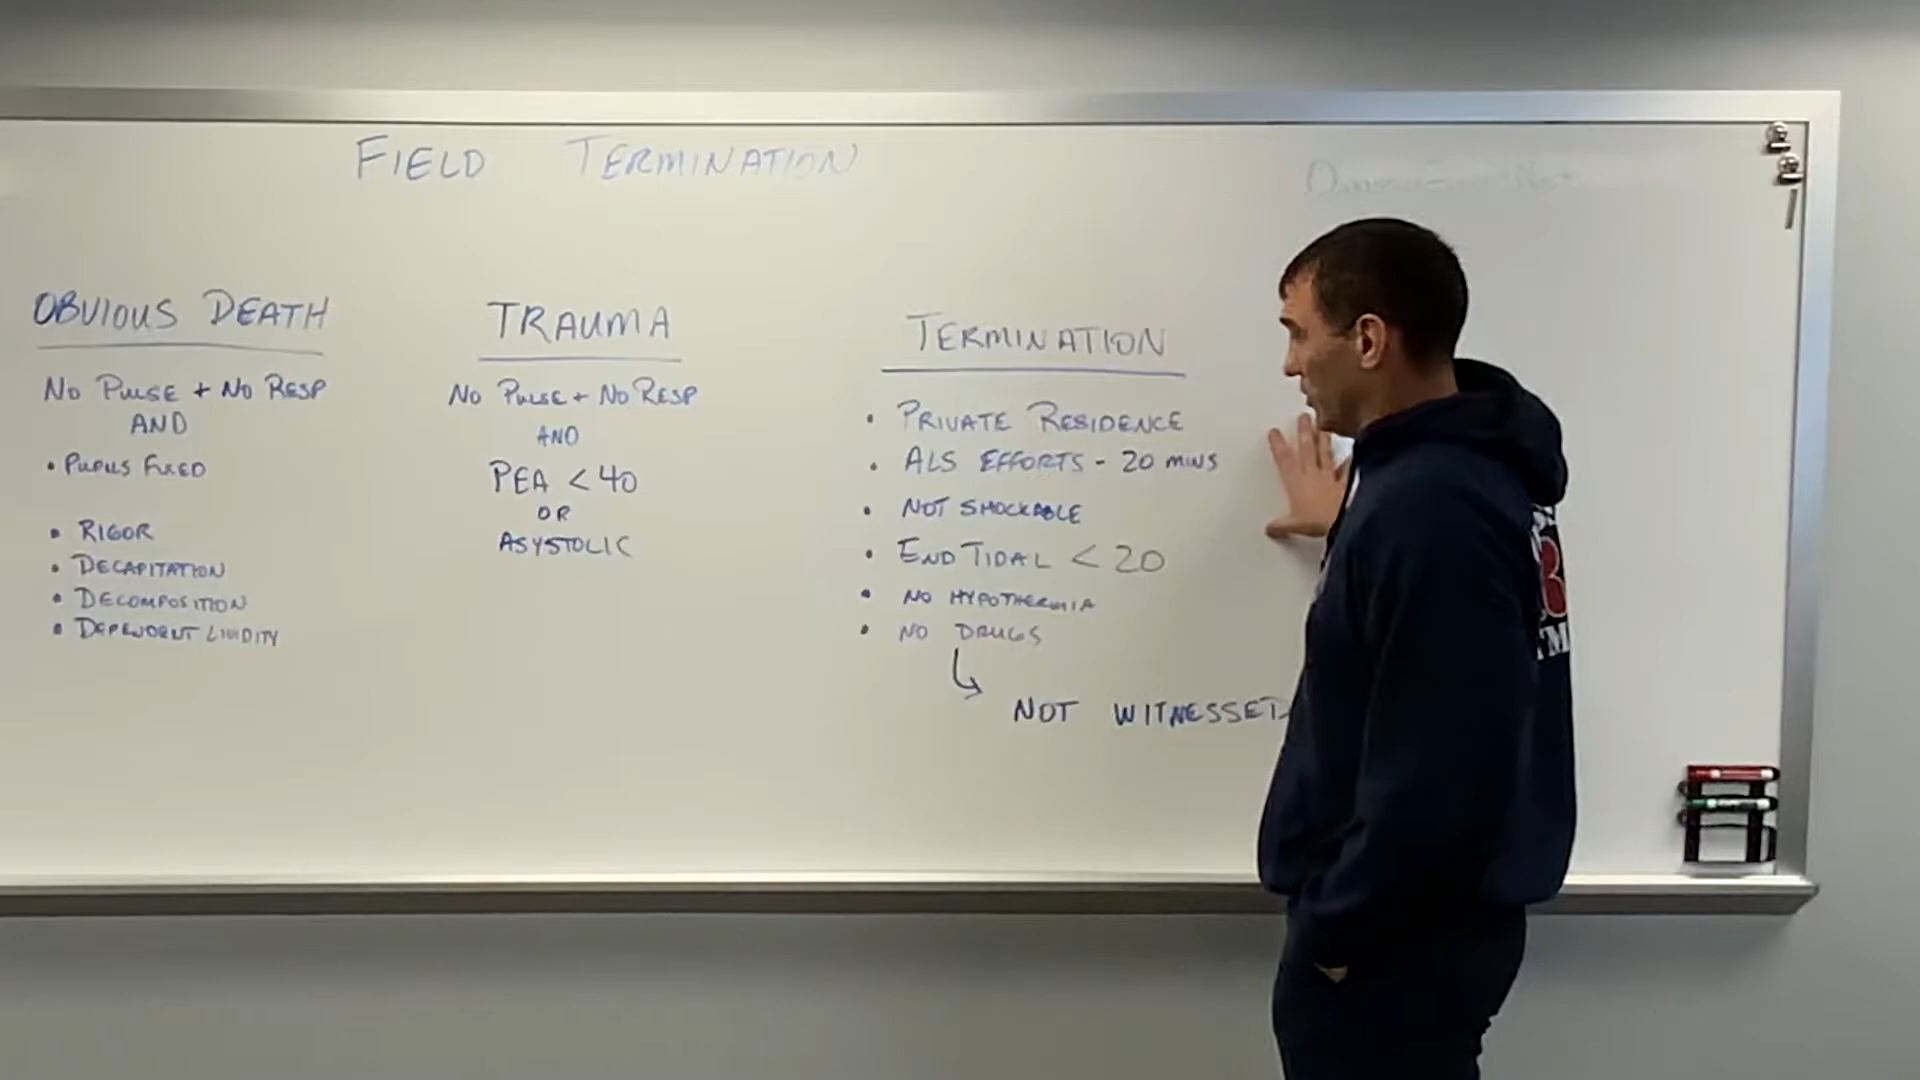 FIELD TERMINATION
OBVIOUS DEATH
NO PULSE + NO RESP
AND
• PUPILS FIXED
• RIGOR
• DECAPITATION
• DECOMPOSITION
• DEPENDENT LIVIDITY
TRAUMA
NO PULSE + NO RESP
AND
PEA < 40
OR
ASYSTOLIC
TERMINATION
• PRIVATE RESIDENCE
• ALS EFFORTS - 20 MINS
• NOT SHOCKABLE
• END TIDAL < 20
• NO HYPOTHERMIA
• NO DRUGS
NOT WITNESSED